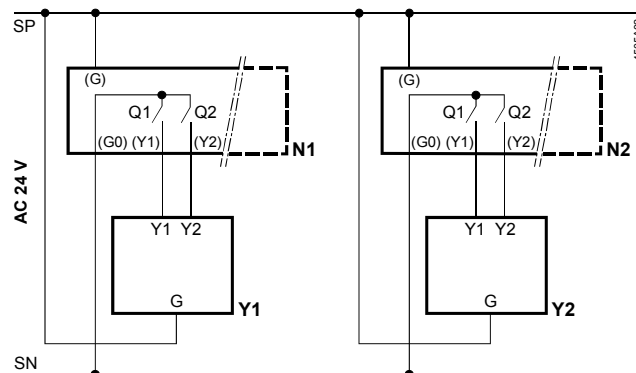 SP
(G)
(G)
Q1
Q2
Q1
Q2
(G0) (Y1)
(Y2)
N1
(G0) (Y1)
(Y2)
N2
AC 24 V
Y1 Y2
Y1 Y2
G
Y1
G
Y2
SN